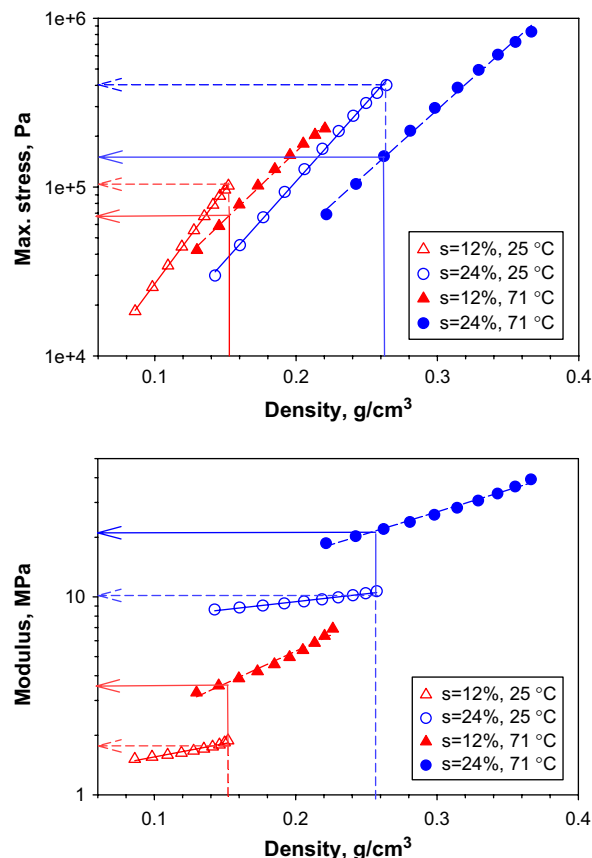 1e+6
1e+5
1e+4
Max. stress, Pa
s=12%, 25 °C
s=24%, 25 °C
s=12%, 71 °C
s=24%, 71 °C
0.1 0.2 0.3 0.4
Density, g/cm³
10
1
Modulus, MPa
s=12%, 25 °C
s=24%, 25 °C
s=12%, 71 °C
s=24%, 71 °C
0.1 0.2 0.3 0.4
Density, g/cm³